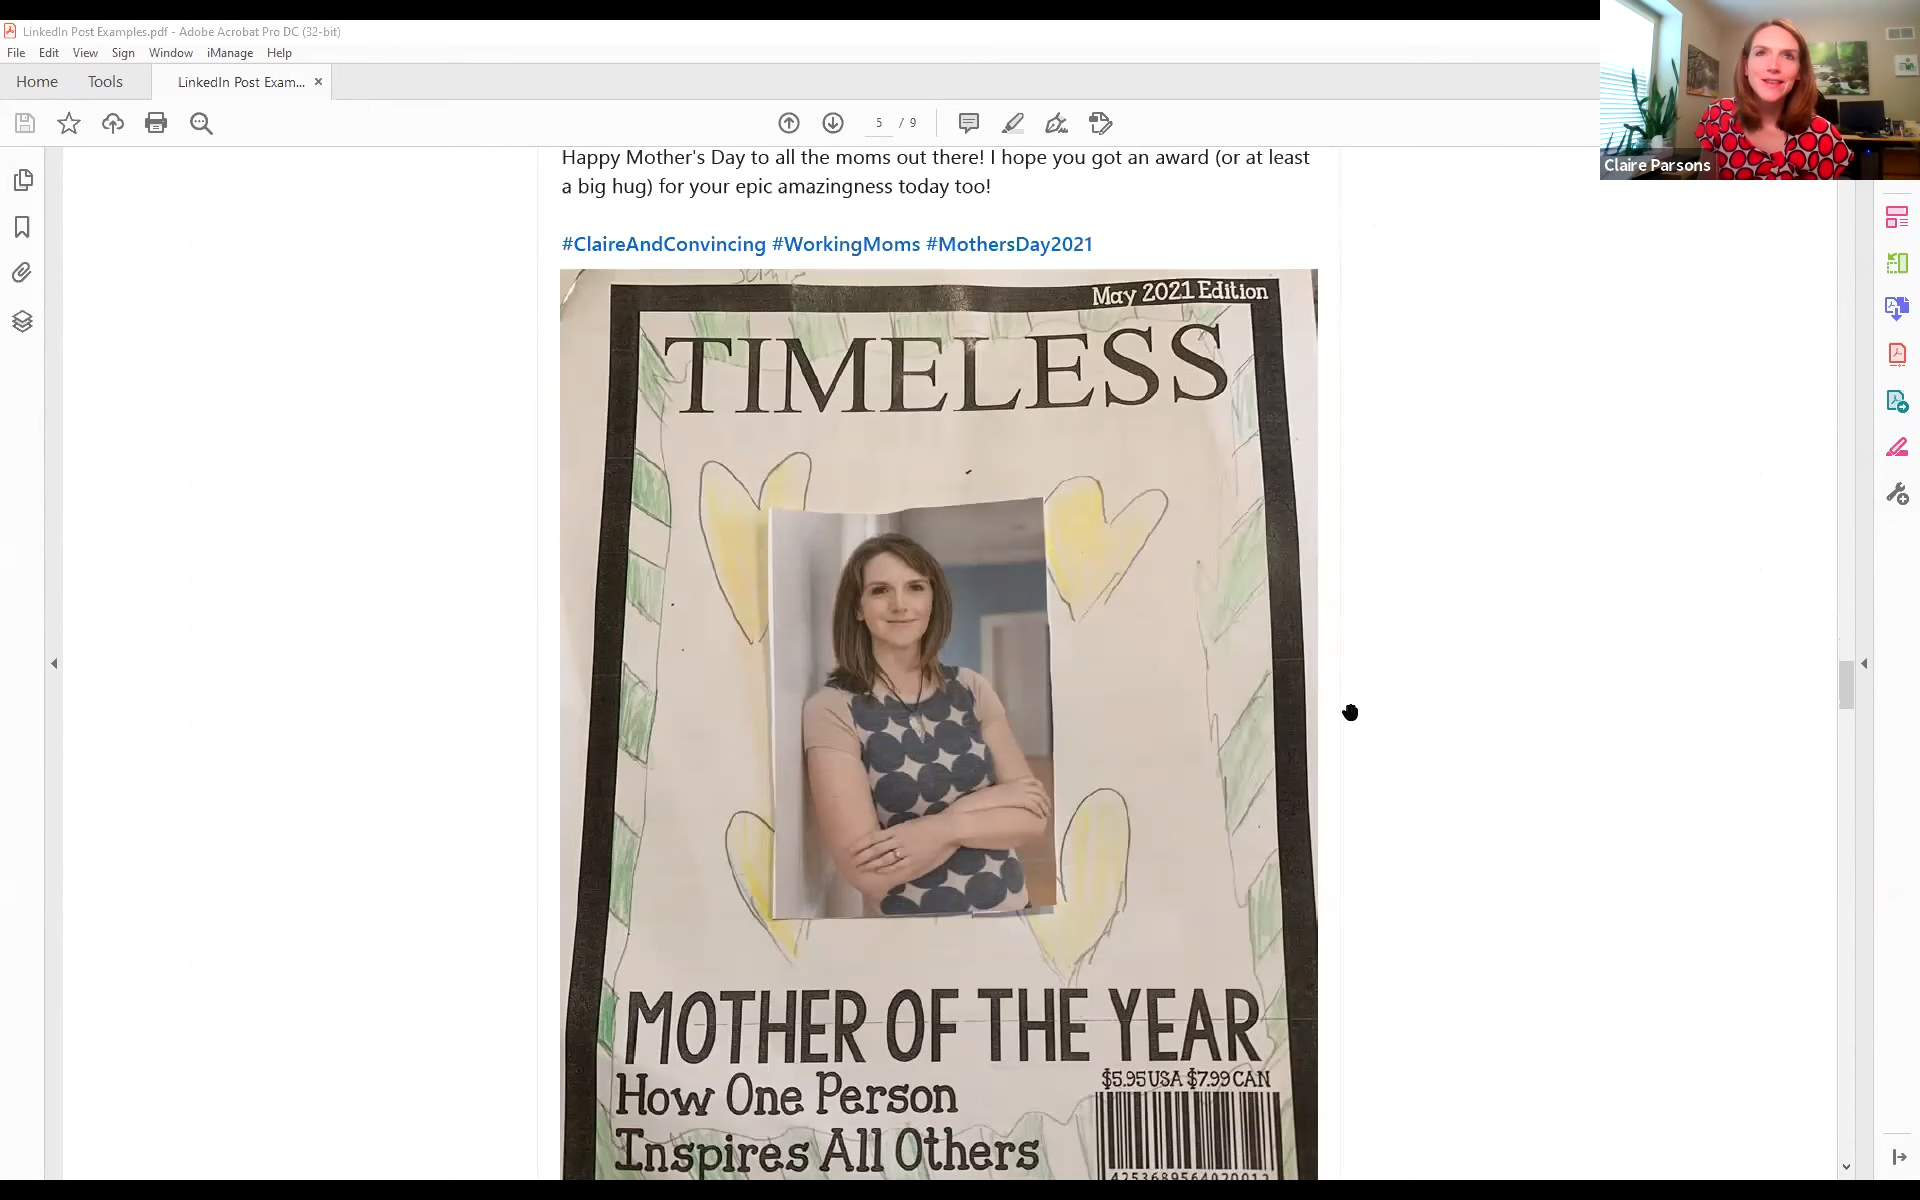 LinkedIn Post Examples.pdf - Adobe Acrobat Pro DC (32-bit)
File Edit View Sign Window iManage Help
Home Tools LinkedIn Post Exam... ×
5 / 9
Claire Parsons
Happy Mother's Day to all the moms out there! I hope you got an award (or at least
a big hug) for your epic amazingness today too!
#ClaireAndConvincing #WorkingMoms #MothersDay2021
May 2021 Edition
TIMELESS
MOTHER OF THE YEAR
$5.95 USA $7.99 CAN
How One Person
Inspires All Others